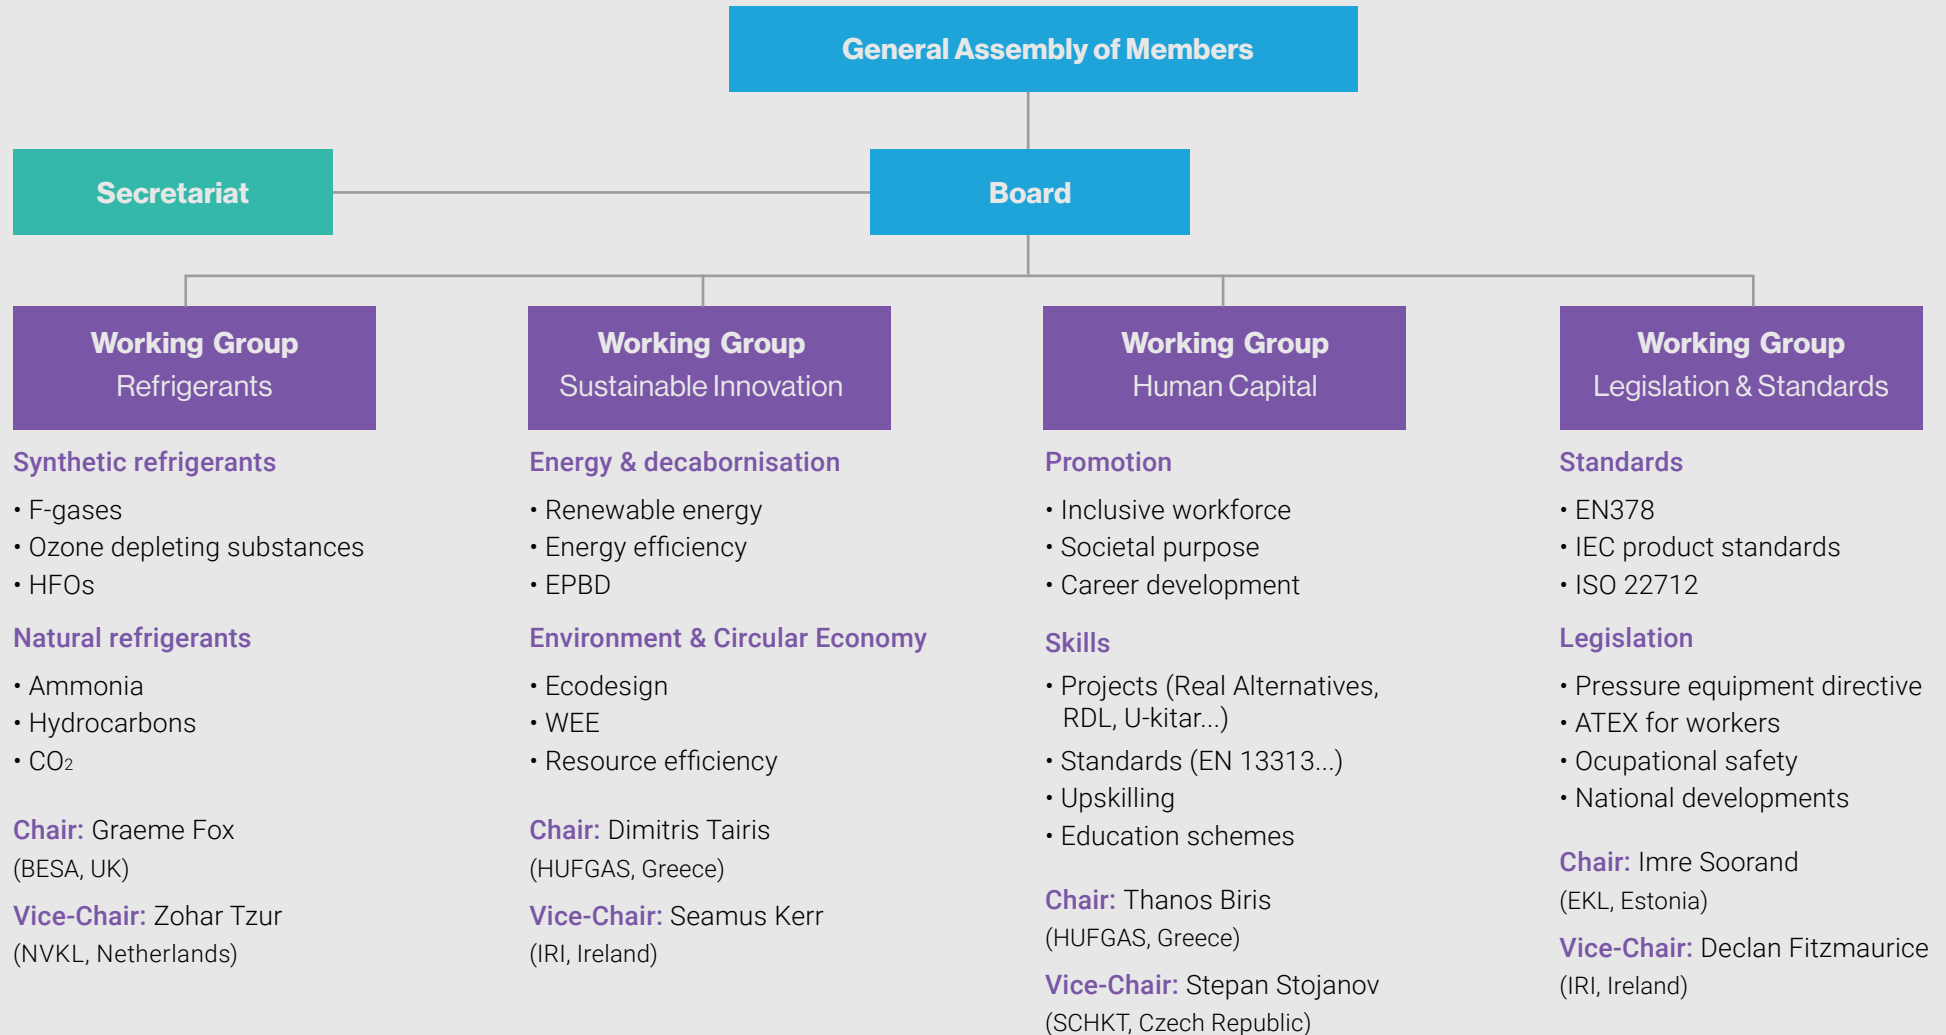 General Assembly of Members
Secretariat
Board
Working Group
Refrigerants
Synthetic refrigerants
• F-gases
• Ozone depleting substances
• HFOs
Natural refrigerants
• Ammonia
• Hydrocarbons
• CO2
Chair: Graeme Fox
(BESA, UK)
Vice-Chair: Zohar Tzur
(NVKL, Netherlands)
Working Group
Sustainable Innovation
Energy & decabornisation
• Renewable energy
• Energy efficiency
• EPBD
Environment & Circular Economy
• Ecodesign
• WEE
• Resource efficiency
Chair: Dimitris Tairis
(HUFGAS, Greece)
Vice-Chair: Seamus Kerr
(IRI, Ireland)
Working Group
Human Capital
Promotion
• Inclusive workforce
• Societal purpose
• Career development
Skills
• Projects (Real Alternatives,
RDL, U-kitar...)
• Standards (EN 13313...)
• Upskilling
• Education schemes
Chair: Thanos Biris
(HUFGAS, Greece)
Vice-Chair: Stepan Stojanov
(SCHKT, Czech Republic)
Working Group
Legislation & Standards
Standards
• EN378
• IEC product standards
• ISO 22712
Legislation
• Pressure equipment directive
• ATEX for workers
• Ocupational safety
• National developments
Chair: Imre Soorand
(EKL, Estonia)
Vice-Chair: Declan Fitzmaurice
(IRI, Ireland)